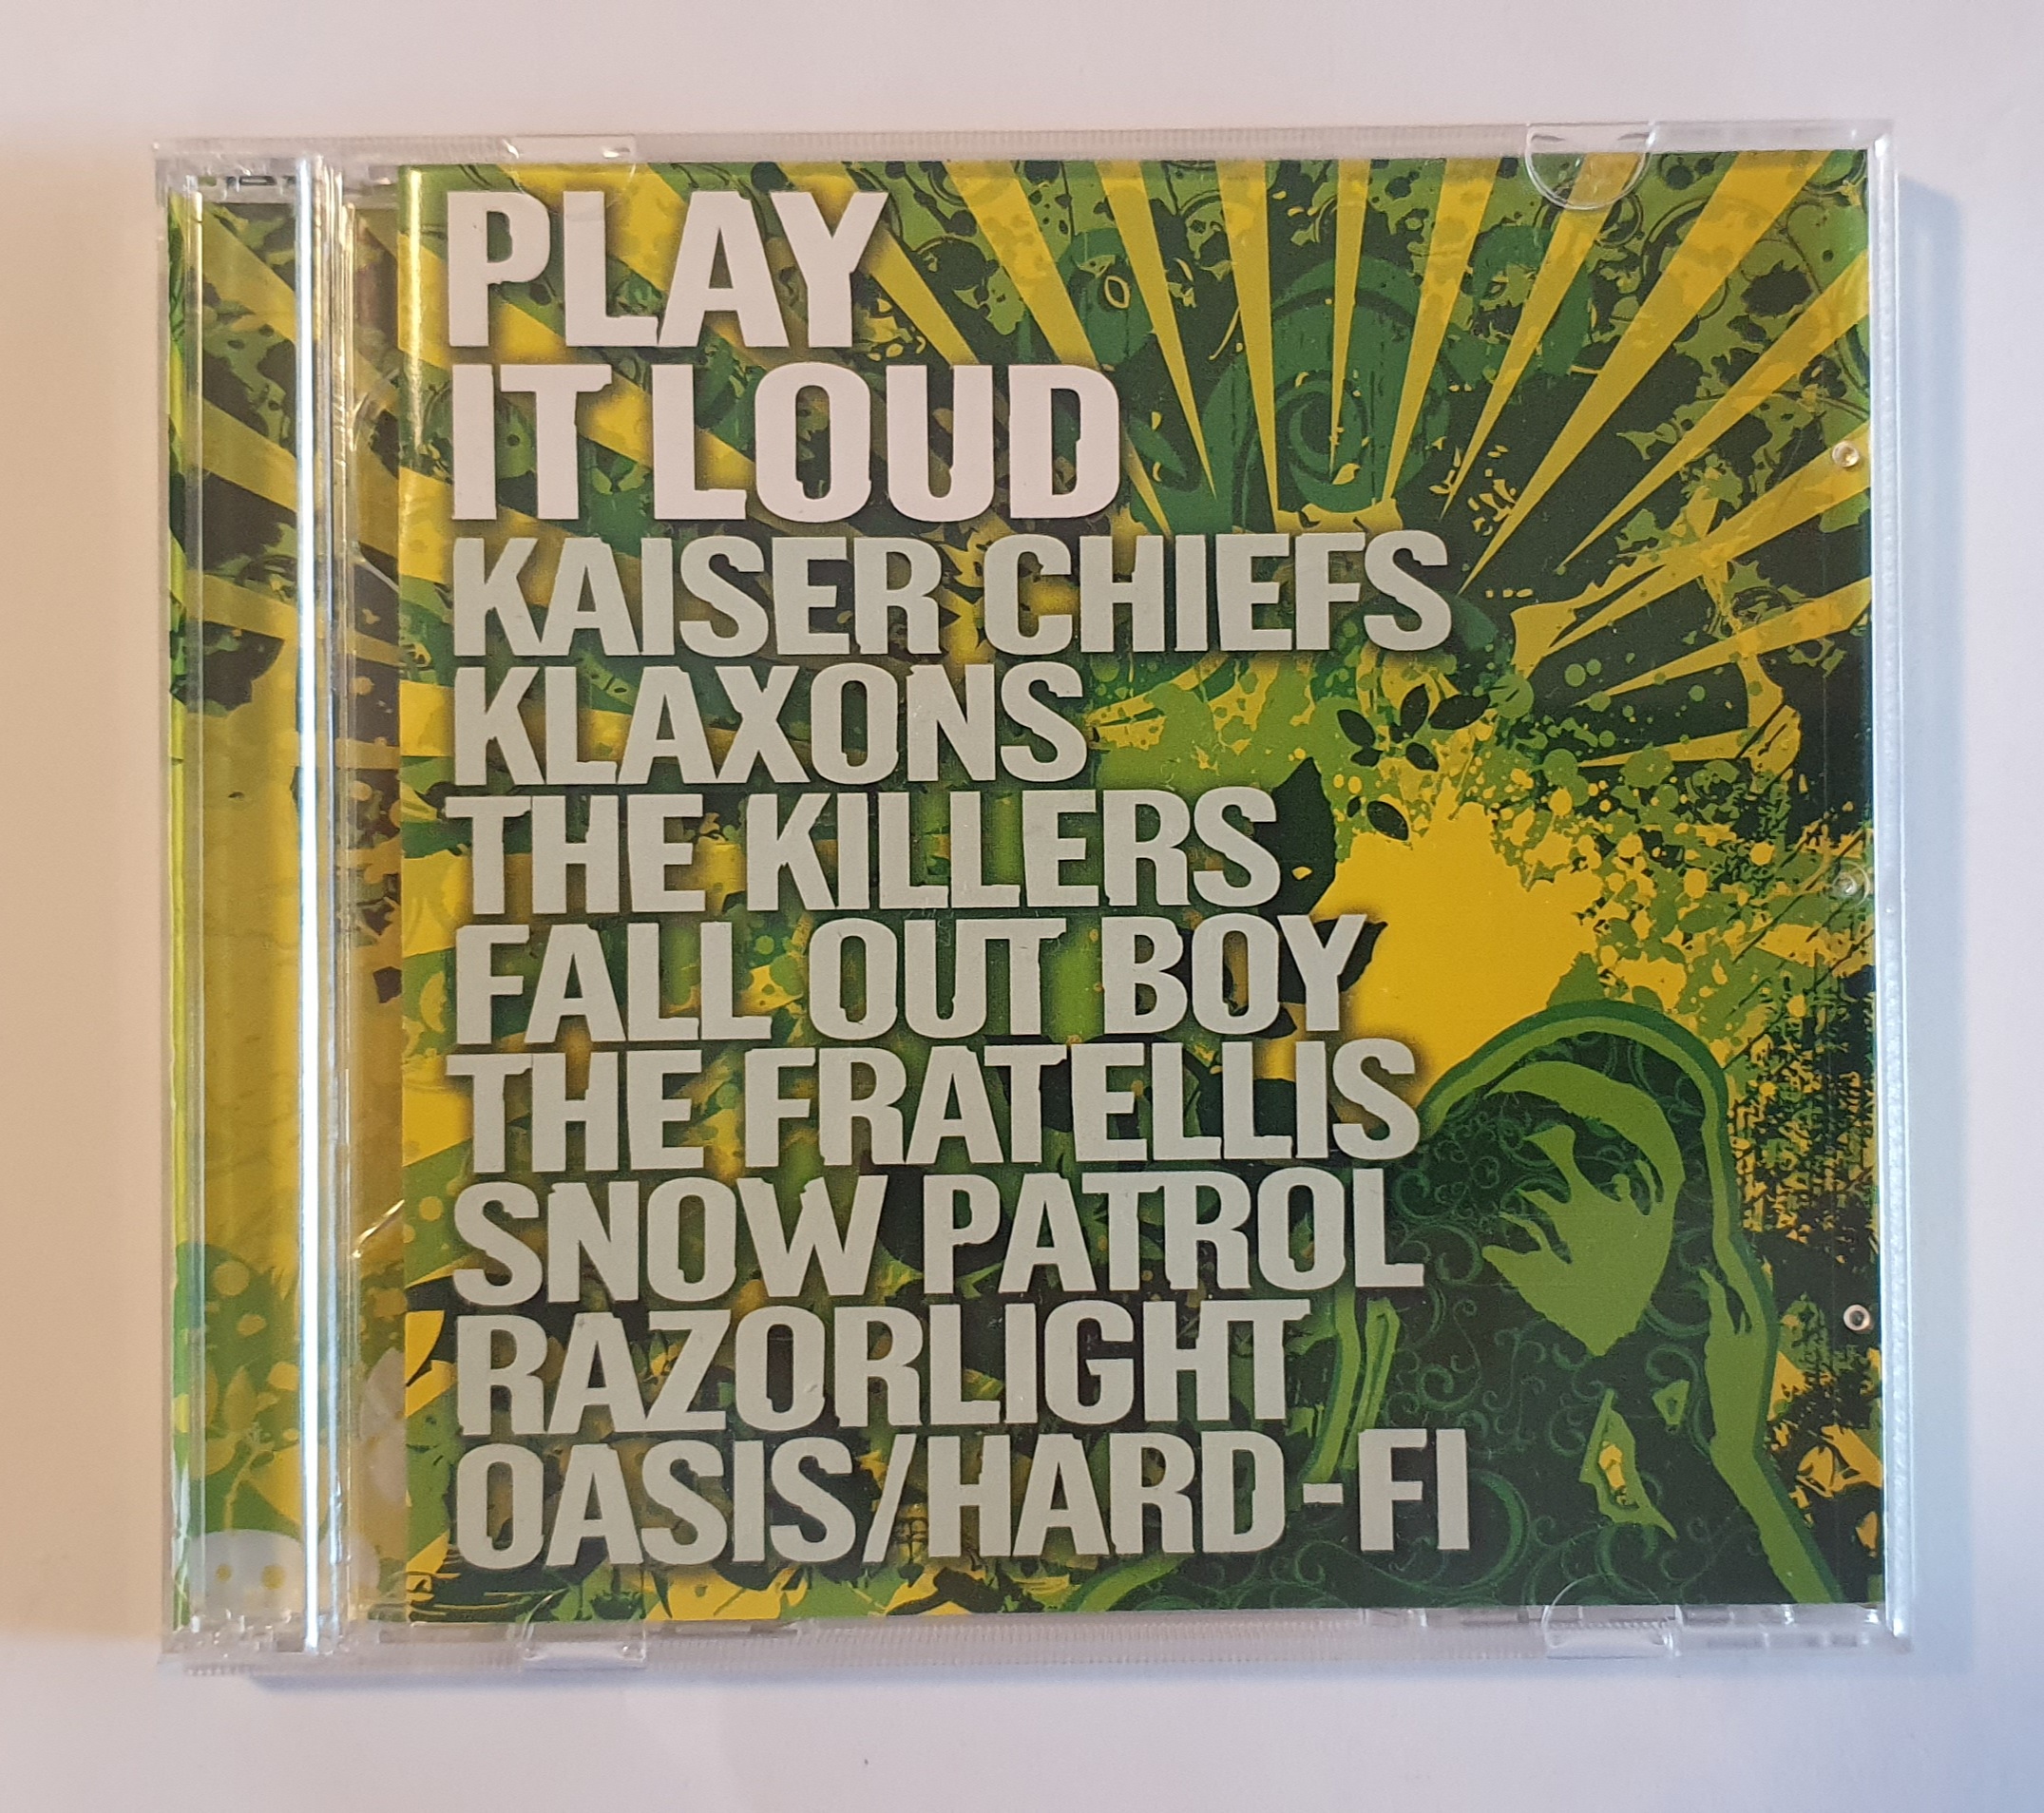 PLAY
IT LOUD
KAISER CHIEFS
KLAXONS
THE KILLERS
FALL OUT BOY
THE FRATELLIS
SNOW PATROL
RAZORLIGHT
OASIS/HARD-FI